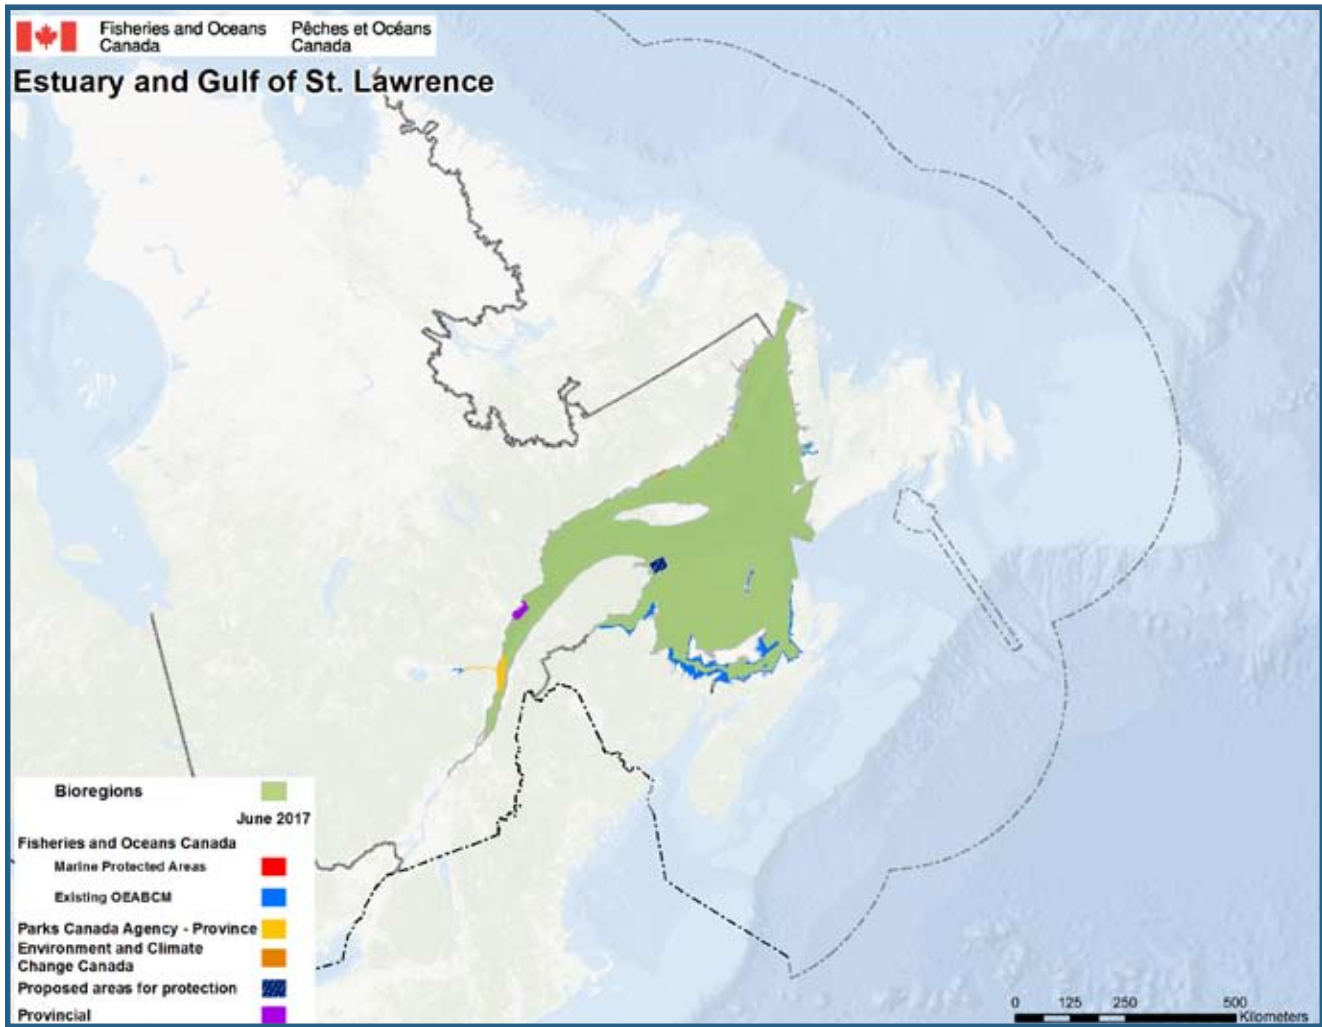 Fisheries and Oceans Pêches et Océans
Canada Canada
Estuary and Gulf of St. Lawrence
Bioregions
June 2017
Fisheries and Oceans Canada
Marine Protected Areas
Existing OEABCM
Parks Canada Agency - Province
Environment and Climate
Change Canada
Proposed areas for protection
Provincial
0 125 250 500
Kilometers